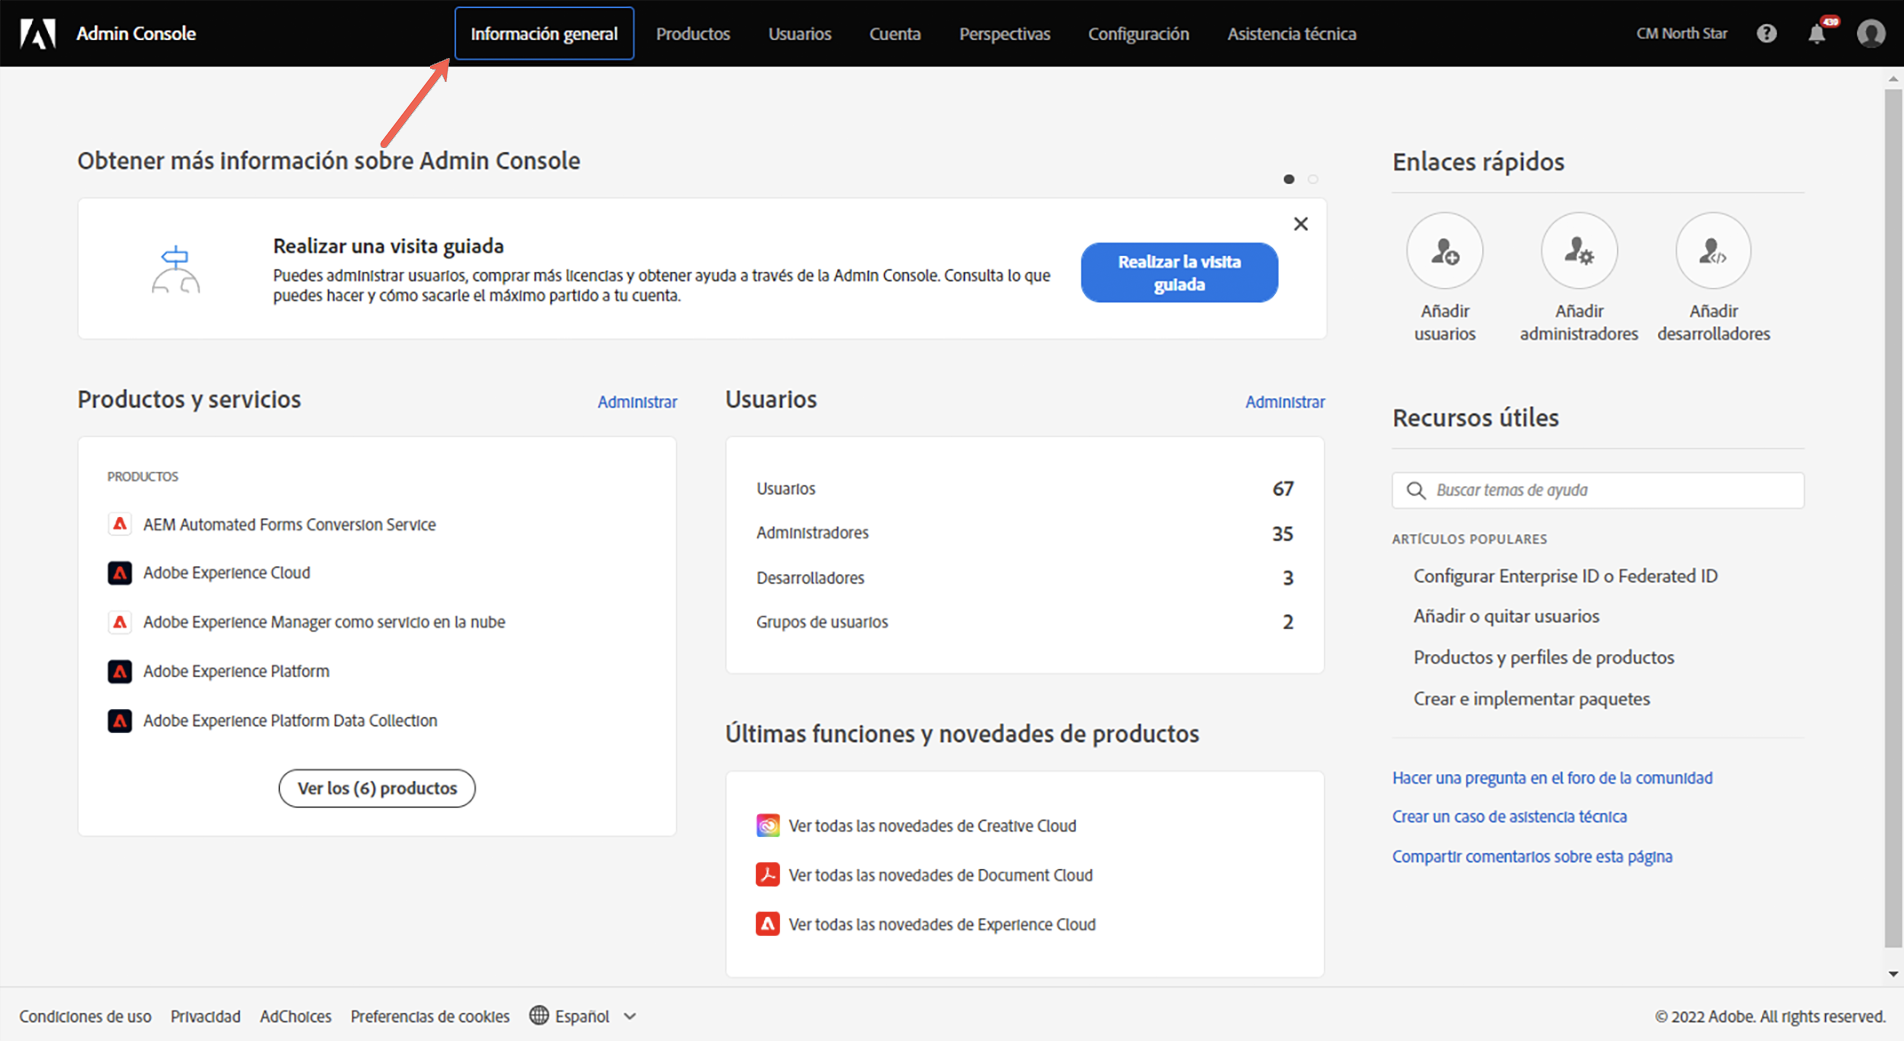 Admin Console
Información general
Productos
Usuarios
Cuenta
Perspectivas
Configuración
Asistencia técnica
CM North Star
439
Obtener más información sobre Admin Console
Realizar una visita guiada
Puedes administrar usuarios, comprar más licencias y obtener ayuda a través de la Admin Console. Consulta lo que
puedes hacer y cómo sacarle el máximo partido a tu cuenta.
Realizar la visita
guiada
Enlaces rápidos
Añadir
usuarios
Añadir
administradores
Añadir
desarrolladores
Productos y servicios
Administrar
PRODUCTOS
AEM Automated Forms Conversion Service
Adobe Experience Cloud
Adobe Experience Manager como servicio en la nube
Adobe Experience Platform
Adobe Experience Platform Data Collection
Ver los (6) productos
Usuarios
Administrar
Usuarios 67
Administradores 35
Desarrolladores 3
Grupos de usuarios 2
Últimas funciones y novedades de productos
Ver todas las novedades de Creative Cloud
Ver todas las novedades de Document Cloud
Ver todas las novedades de Experience Cloud
Recursos útiles
Buscar temas de ayuda
ARTÍCULOS POPULARES
Configurar Enterprise ID o Federated ID
Añadir o quitar usuarios
Productos y perfiles de productos
Crear e implementar paquetes
Hacer una pregunta en el foro de la comunidad
Crear un caso de asistencia técnica
Compartir comentarios sobre esta página
Condiciones de uso
Privacidad
AdChoices
Preferencias de cookies
Español
© 2022 Adobe. All rights reserved.